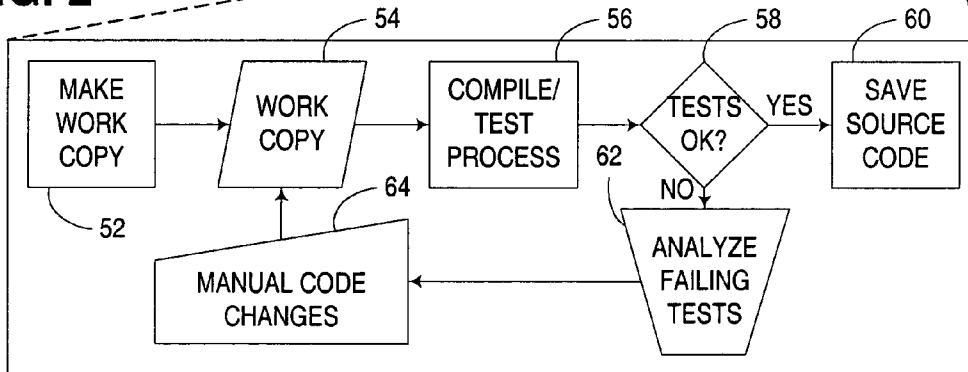 54
56
58
60
MAKE
WORK
COPY
WORK
COPY
COMPILE/
TEST
PROCESS
TESTS
OK?
YES
SAVE
SOURCE
CODE
52
64
62
NO
MANUAL CODE
CHANGES
ANALYZE
FAILING
TESTS